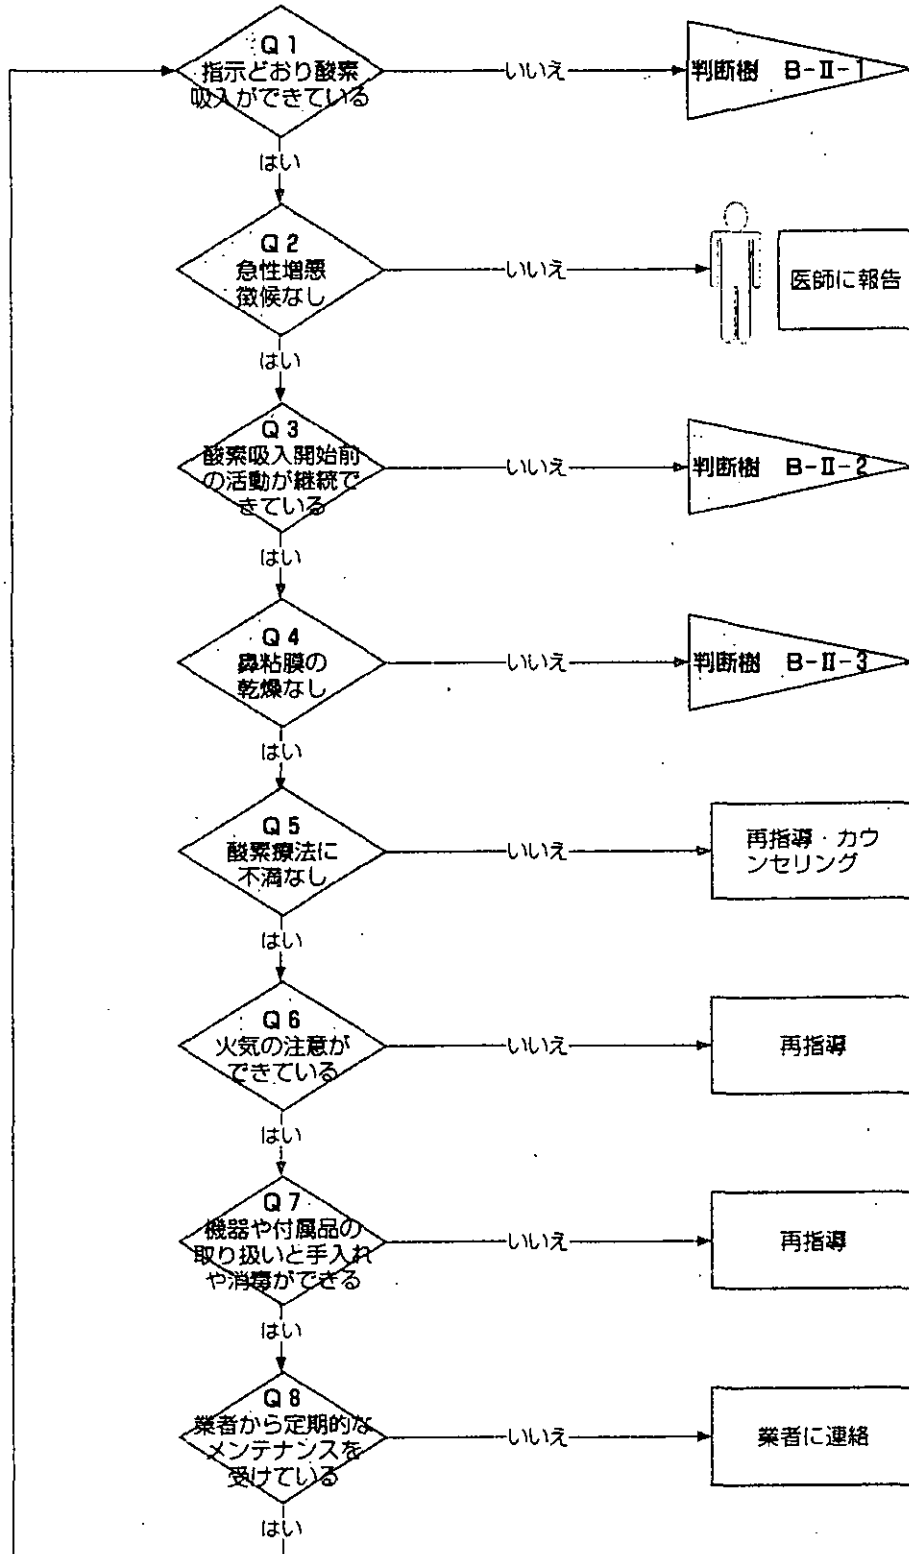 Q1
指示どおり酸素
吸入ができている
いいえ
判断樹 B-II-1
はい
Q2
急性増悪
徴候なし
いいえ
医師に報告
はい
Q3
酸素吸入開始前
の活動が継続で
きている
いいえ
判断樹 B-II-2
はい
Q4
鼻粘膜の
乾燥なし
いいえ
判断樹 B-II-3
はい
Q5
酸素療法に
不満なし
いいえ
再指導・カウ
ンセリング
はい
Q6
火気の注意が
できている
いいえ
再指導
はい
Q7
機器や付属品の
取り扱いと手入れ
や消毒ができる
いいえ
再指導
はい
Q8
業者から定期的な
メンテナンスを
受けている
いいえ
業者に連絡
はい